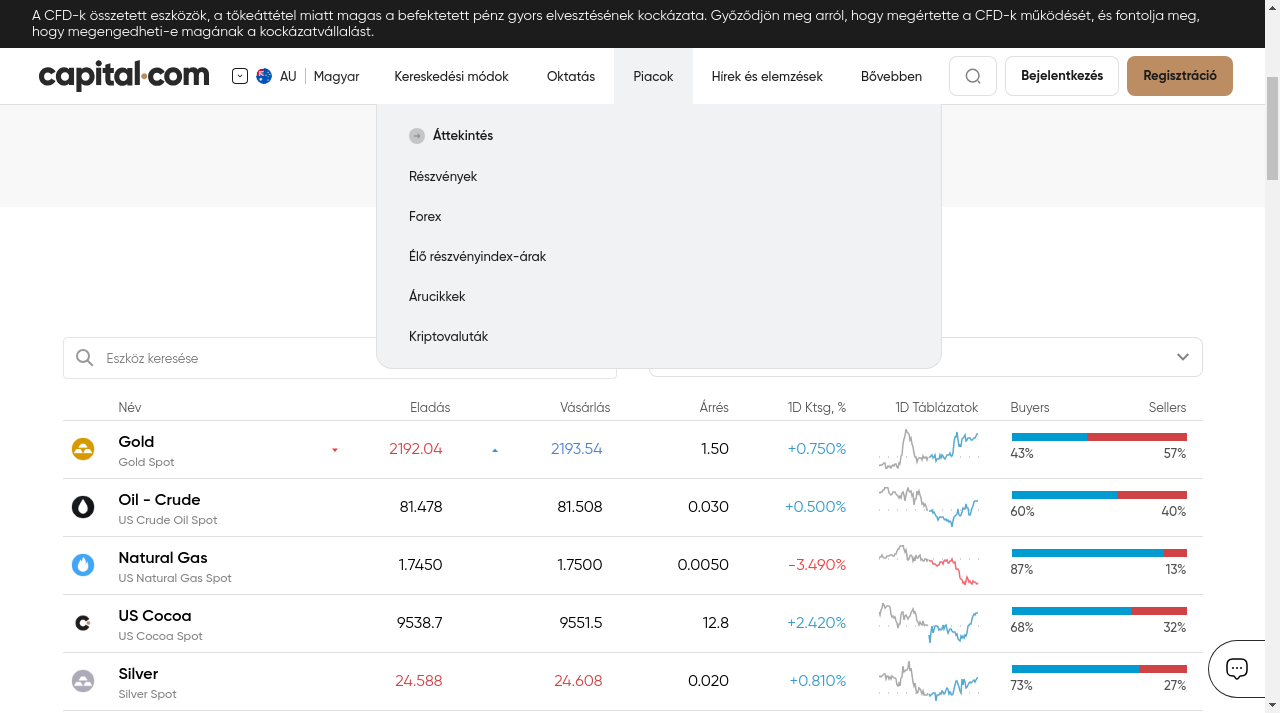 A CFD-k összetett eszközök, a tőkeáttétel miatt magas a befektetett pénz gyors elvesztésének kockázata. Győződjön meg arról, hogy megértette a CFD-k működését, és fontolja meg,
hogy megengedheti-e magának a kockázatvállalást.
capital.com AU Magyar Kereskedési módok Oktatás Piacok Hírek és elemzések Bővebben Bejelentkezés Regisztráció
Áttekintés
Részvények
Forex
Élő részvényindex-árak
Árucikkek
Kriptovaluták
Eszköz keresése
Név Eladás Vásárlás Árrés 1D Ktsg, % 1D Táblázatok Buyers Sellers
Gold 2192.04 2193.54 1.50 +0.750% 43% 57%
Gold Spot
Oil - Crude 81.478 81.508 0.030 +0.500% 60% 40%
US Crude Oil Spot
Natural Gas 1.7450 1.7500 0.0050 -3.490% 87% 13%
US Natural Gas Spot
US Cocoa 9538.7 9551.5 12.8 +2.420% 68% 32%
US Cocoa Spot
Silver 24.588 24.608 0.020 +0.810% 73% 27%
Silver Spot